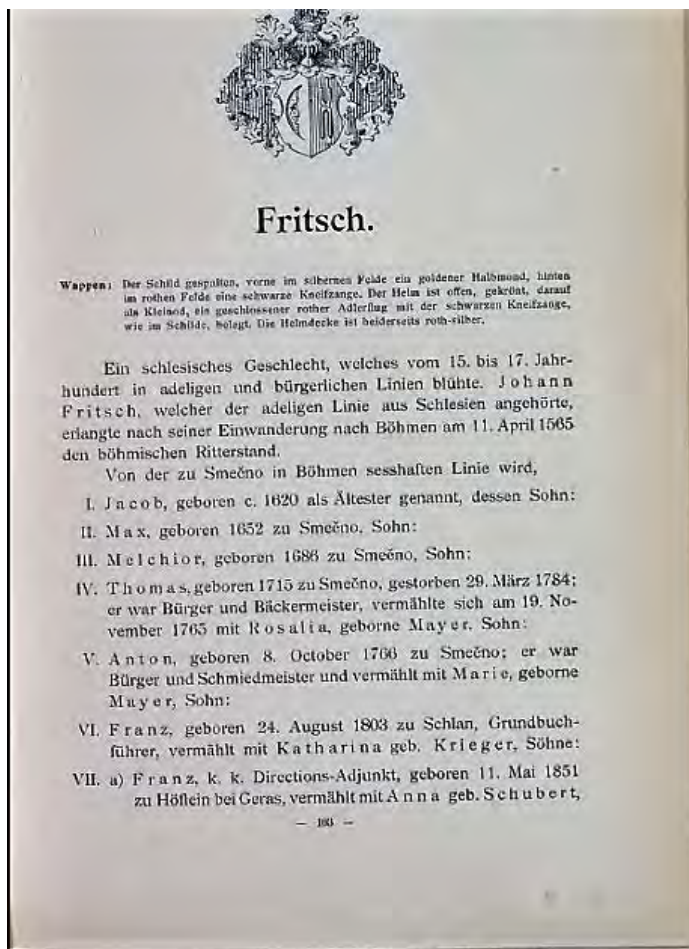 Fritsch.
Wappen: Der Schild gespalten, vorne im silbernen Felde ein goldener Halbmond, hinten
im rothen Felde eine schwarze Kneifzange. Der Helm ist offen, gekrönt, darauf
als Kleinod, ein geschlossener rother Adlerflug mit der schwarzen Kneifzange,
wie im Schilde, belegt. Die Helmdecke ist beiderseits roth-silber.
Ein schlesisches Geschlecht, welches vom 15. bis 17. Jahr-
hundert in adeligen und bürgerlichen Linien blühte. Johann
Fritsch, welcher der adeligen Linie aus Schlesien angehörte,
erlangte nach seiner Einwanderung nach Böhmen am 11. April 1565
den böhmischen Ritterstand.
Von der zu Smečno in Böhmen sesshaften Linie wird,
I. Jacob, geboren c. 1620 als Ältester genannt, dessen Sohn:
II. Max, geboren 1652 zu Smečno, Sohn:
III. Melchior, geboren 1686 zu Smečno, Sohn:
IV. Thomas, geboren 1715 zu Smečno, gestorben 29. März 1784;
er war Bürger und Bäckermeister, vermählte sich am 19. No-
vember 1765 mit Rosalia, geborne Mayer, Sohn:
V. Anton, geboren 8. October 1766 zu Smečno; er war
Bürger und Schmiedmeister und vermählt mit Marie, geborne
Mayer, Sohn:
VI. Franz, geboren 24. August 1803 zu Schlan, Grundbuch-
führer, vermählt mit Katharina geb. Krieger, Söhne:
VII. a) Franz, k. k. Directions-Adjunkt, geboren 11. Mai 1851
zu Höflein bei Geras, vermählt mit Anna geb. Schubert,